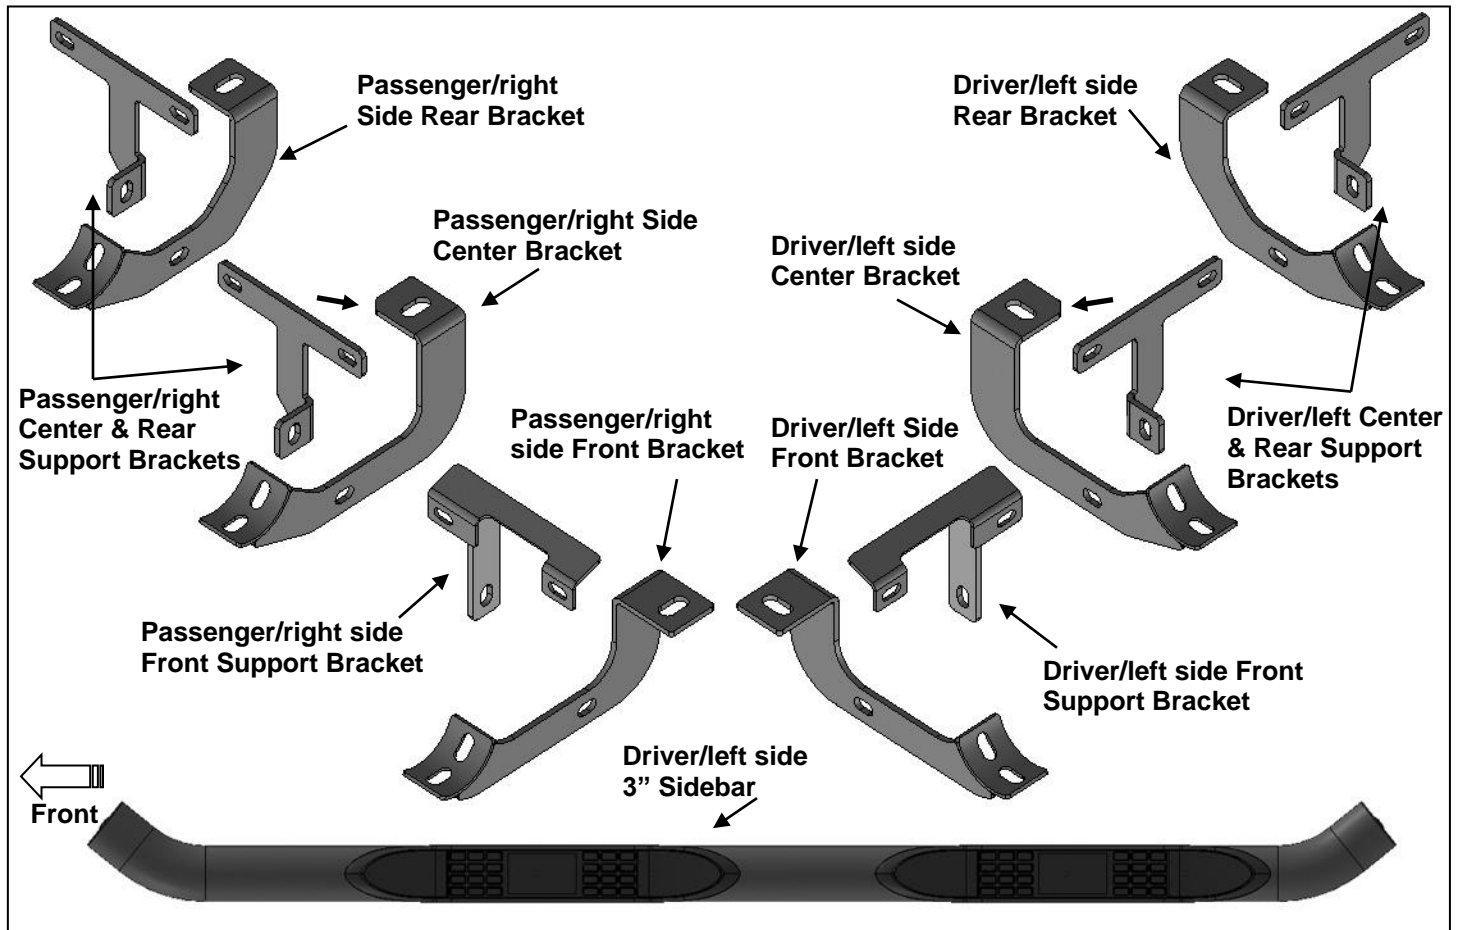 Passenger/right
Side Rear Bracket
Driver/left side
Rear Bracket
Passenger/right Side
Center Bracket
Driver/left side
Center Bracket
Passenger/right
Center & Rear
Support Brackets
Passenger/right
side Front Bracket
Driver/left Side
Front Bracket
Driver/left Center
& Rear Support
Brackets
Passenger/right side
Front Support Bracket
Driver/left side Front
Support Bracket
Driver/left side
3” Sidebar
Front